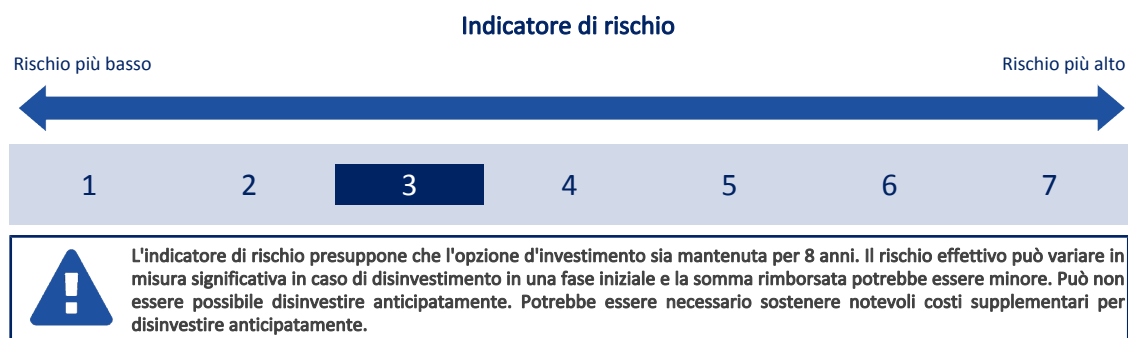 Indicatore di rischio
Rischio più basso
Rischio più alto
1 2 3 4 5 6 7
L'indicatore di rischio presuppone che l'opzione d'investimento sia mantenuta per 8 anni. Il rischio effettivo può variare in
misura significativa in caso di disinvestimento in una fase iniziale e la somma rimborsata potrebbe essere minore. Può non
essere possibile disinvestire anticipatamente. Potrebbe essere necessario sostenere notevoli costi supplementari per
disinvestire anticipatamente.